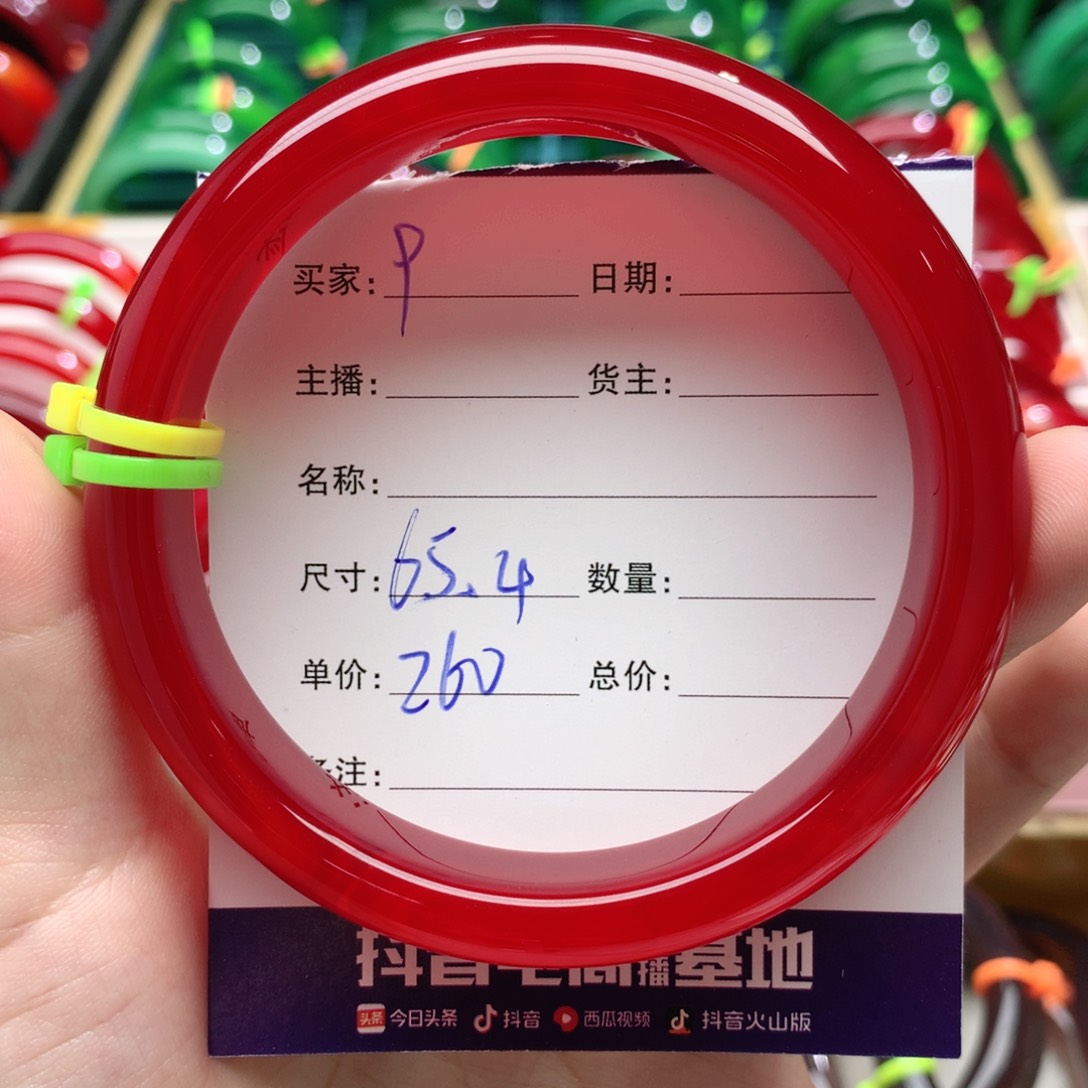 买家: P 日期:
主播: 货主:
名称:
尺寸: 65.4 数量:
单价: 260 总价:
备注:
抖音电商直播基地
头条 今日头条 抖音 西瓜视频 抖音火山版